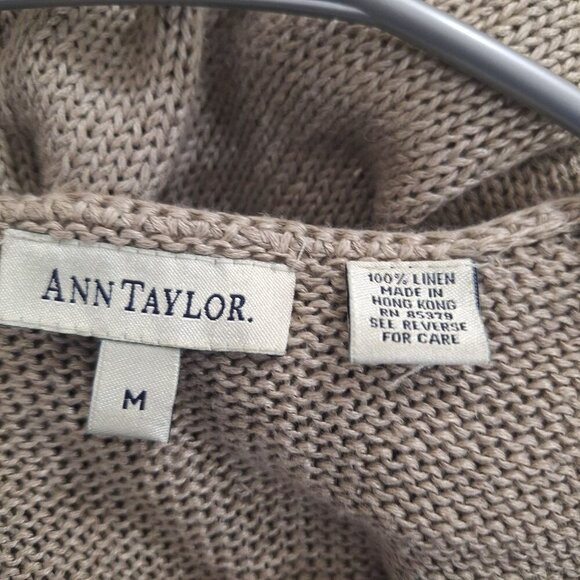 ANN TAYLOR.
M
100% LINEN
MADE IN
HONG KONG
RN 85379
SEE REVERSE
FOR CARE